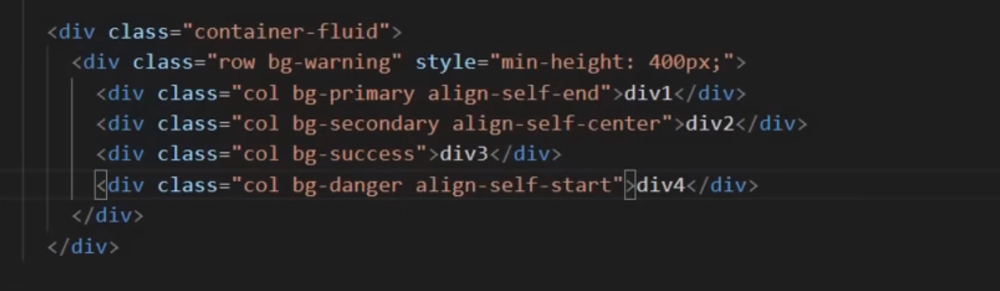 <div class="container-fluid">
<div class="row bg-warning" style="min-height: 400px;">
<div class="col bg-primary align-self-end">div1</div>
<div class="col bg-secondary align-self-center">div2</div>
<div class="col bg-success">div3</div>
<div class="col bg-danger align-self-start">div4</div>
</div>
</div>